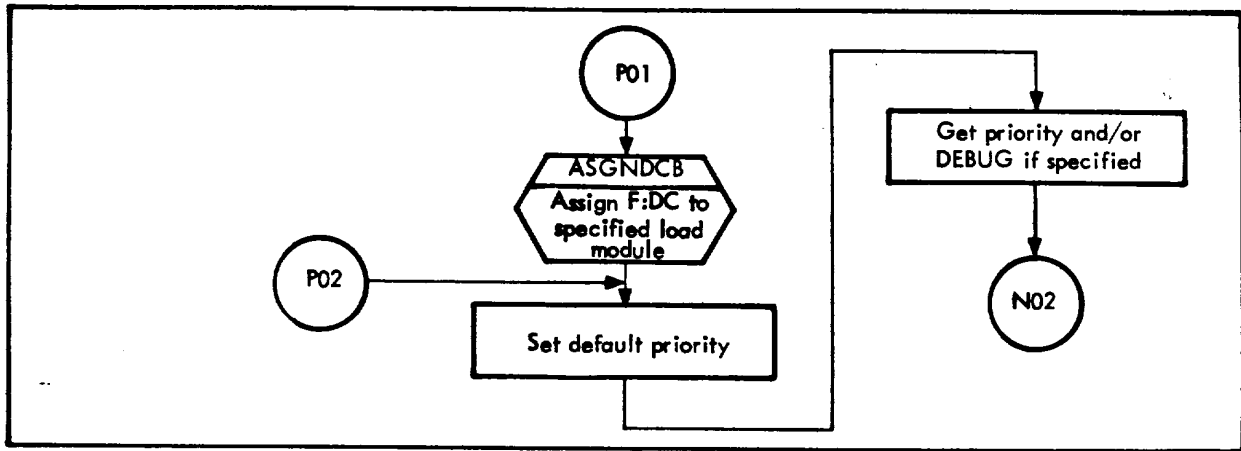 P01
ASGNDCB
Assign F:DC to
specified load
module
P02
Set default priority
Get priority and/or
DEBUG if specified
N02